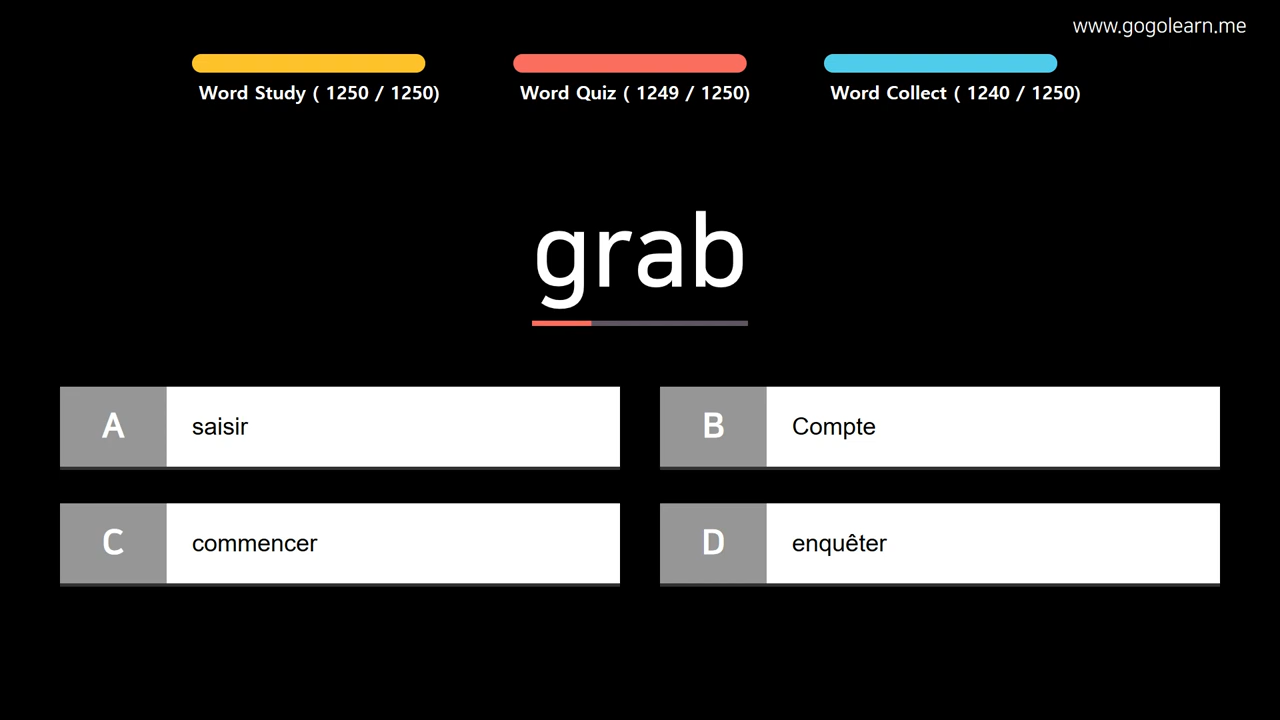 www.gogolearn.me
Word Study ( 1250 / 1250)
Word Quiz ( 1249 / 1250)
Word Collect ( 1240 / 1250)
grab
A saisir
B Compte
C commencer
D enquêter